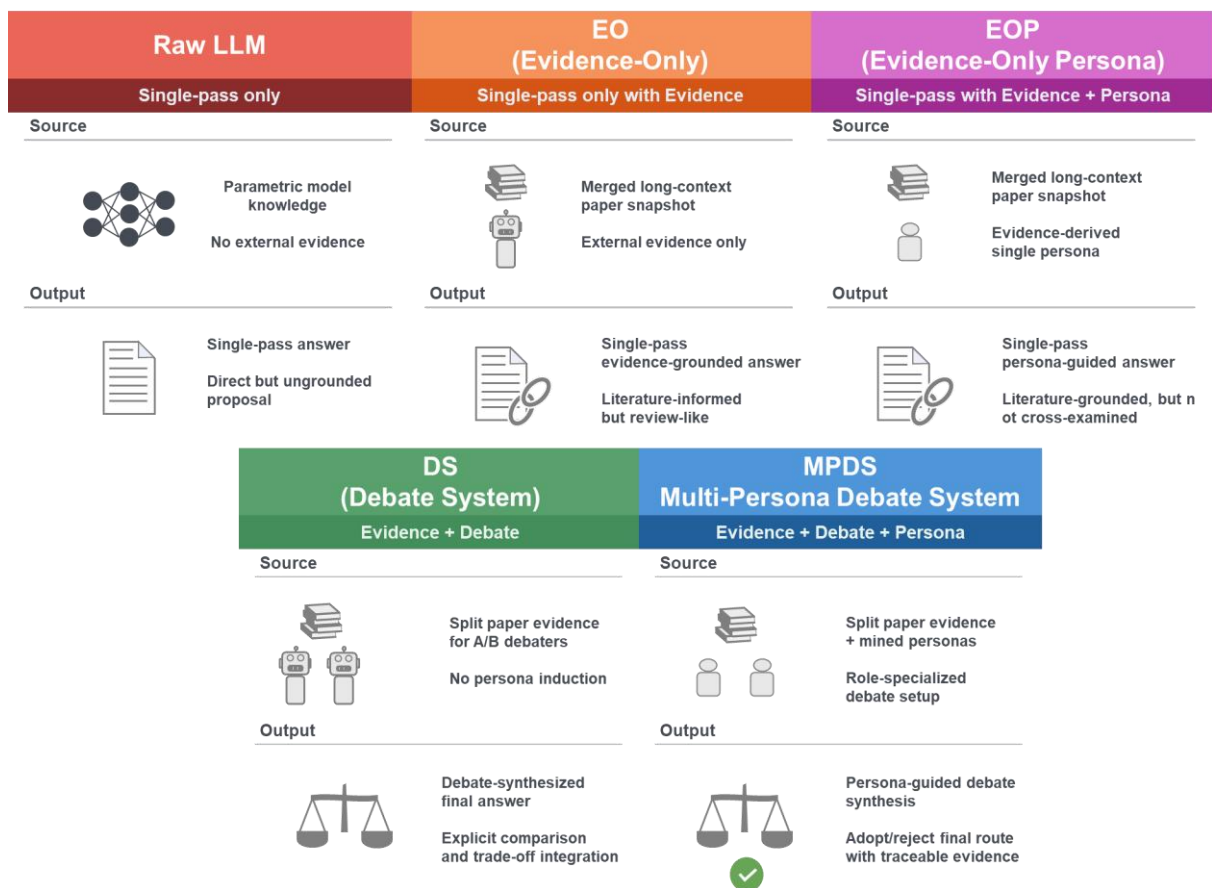 Raw LLM
Single-pass only
Source
Parametric model
knowledge
No external evidence
Output
Single-pass answer
Direct but ungrounded
proposal
EO
(Evidence-Only)
Single-pass only with Evidence
Source
Merged long-context
paper snapshot
External evidence only
Output
Single-pass
evidence-grounded answer
Literature-informed
but review-like
EOP
(Evidence-Only Persona)
Single-pass with Evidence + Persona
Source
Merged long-context
paper snapshot
Evidence-derived
single persona
Output
Single-pass
persona-guided answer
Literature-grounded, but n
ot cross-examined
DS
(Debate System)
Evidence + Debate
Source
Split paper evidence
for A/B debaters
No persona induction
Output
Debate-synthesized
final answer
Explicit comparison
and trade-off integration
MPDS
Multi-Persona Debate System
Evidence + Debate + Persona
Source
Split paper evidence
+ mined personas
Role-specialized
debate setup
Output
Persona-guided debate
synthesis
Adopt/reject final route
with traceable evidence